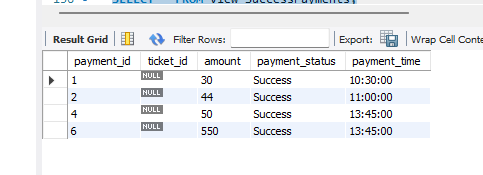 SELECT * FROM View SuccessPayments;
Result Grid Filter Rows: Export: Wrap Cell Conte
payment_id ticket_id amount payment_status payment_time
1 NULL 30 Success 10:30:00
2 NULL 44 Success 11:00:00
4 NULL 50 Success 13:45:00
6 NULL 550 Success 13:45:00